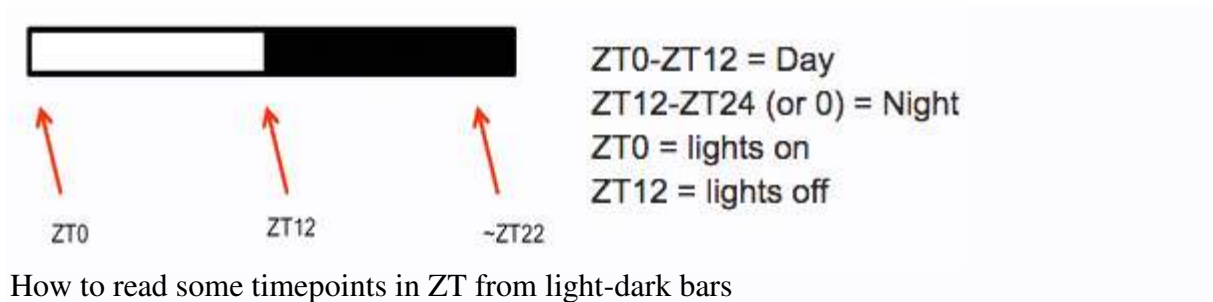 ZT0-ZT12 = Day
ZT12-ZT24 (or 0) = Night
ZT0 = lights on
ZT12 = lights off
ZT0
ZT12
~ZT22
How to read some timepoints in ZT from light-dark bars